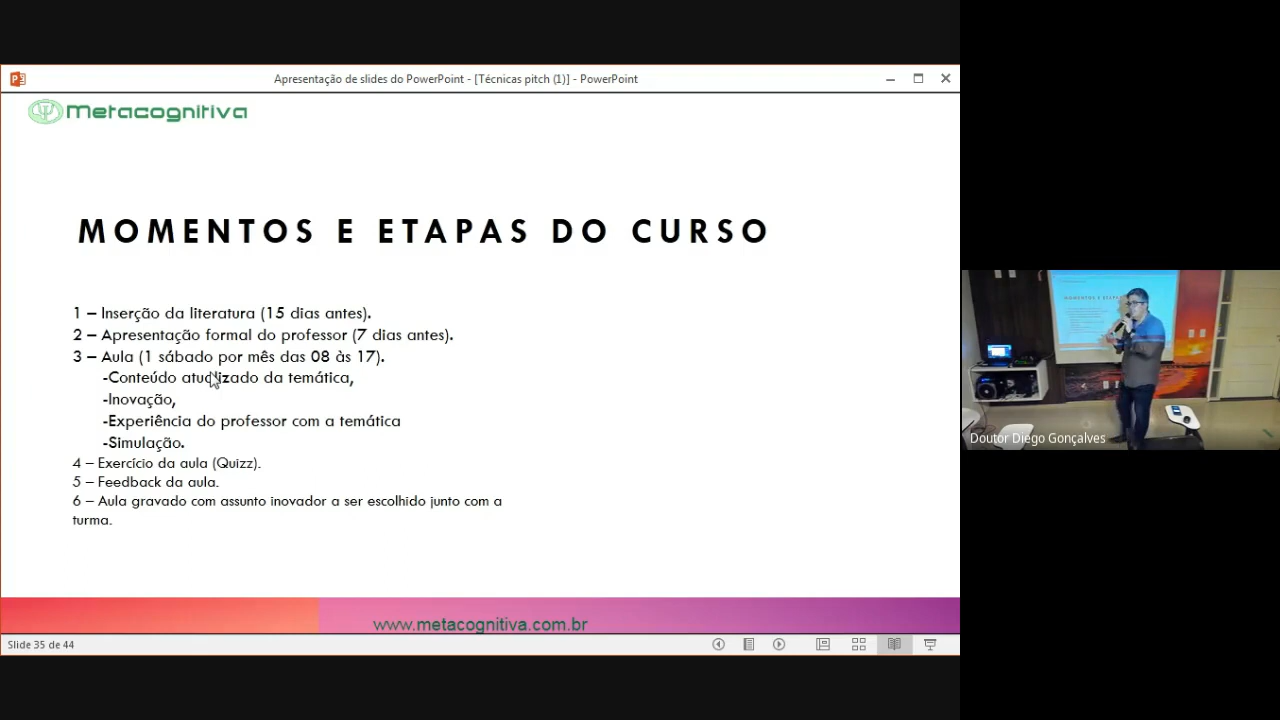 Apresentação de slides do PowerPoint - [Técnicas pitch (1)] - PowerPoint
Metacognitiva
MOMENTOS E ETAPAS DO CURSO
1 – Inserção da literatura (15 dias antes).
2 – Apresentação formal do professor (7 dias antes).
3 – Aula (1 sábado por mês das 08 às 17).
-Conteúdo atualizado da temática,
-Inovação,
-Experiência do professor com a temática
-Simulação.
4 – Exercício da aula (Quizz).
5 – Feedback da aula.
6 – Aula gravado com assunto inovador a ser escolhido junto com a
turma.
www.metacognitiva.com.br
Slide 35 de 44
MOMENTOS E ETAPAS
Doutor Diego Gonçalves